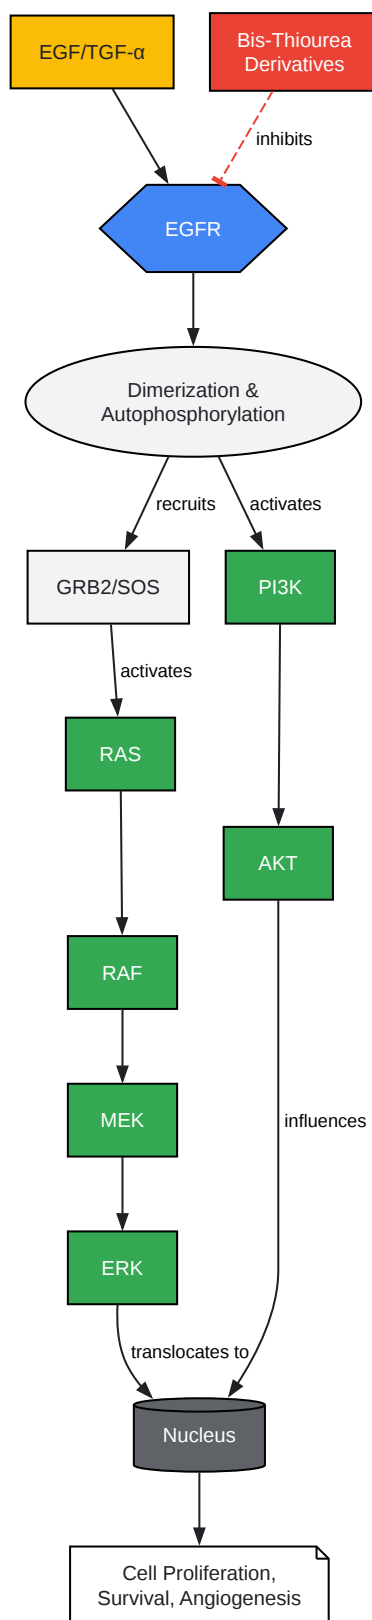 EGF/TGF-α
Bis-Thiourea
Derivatives
inhibits
EGFR
Dimerization &
Autophosphorylation
recruits
activates
GRB2/SOS
PI3K
activates
RAS
AKT
RAF
MEK
influences
ERK
translocates to
Nucleus
Cell Proliferation,
Survival, Angiogenesis